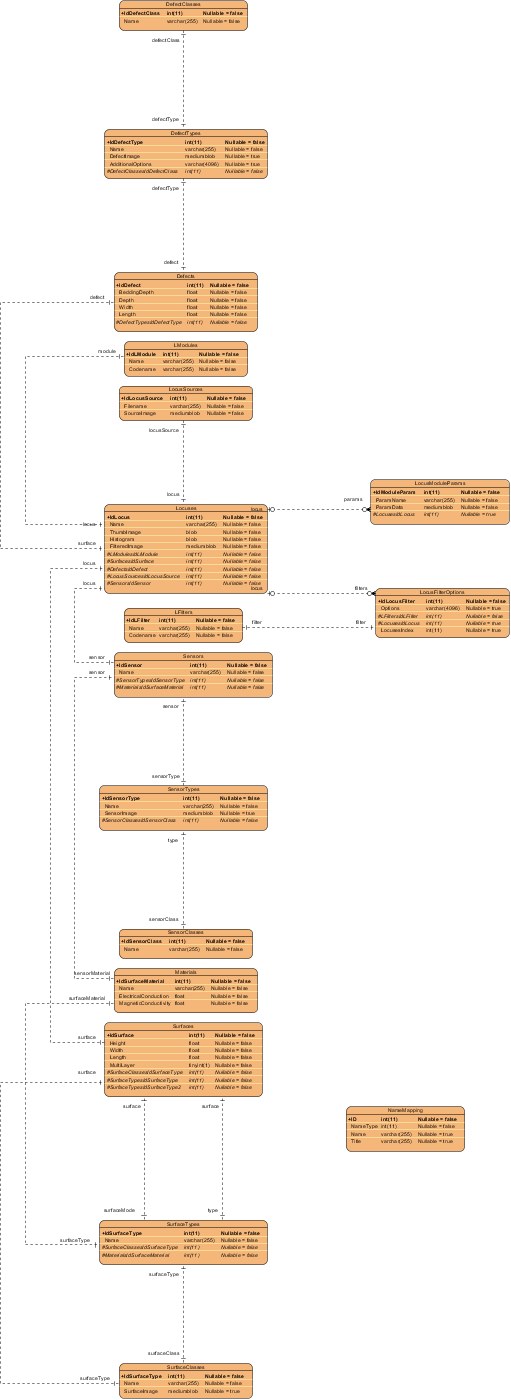 DefectClasses
+IdDefectClass int(11) Nullable = false
Name varchar(255) Nullable = false
defectClass
defectType
DefectTypes
+IdDefectType int(11) Nullable = false
Name varchar(255) Nullable = false
DefectImage mediumblob Nullable = true
AdditionalOptions varchar(4096) Nullable = true
#DefectClassesIdDefectClass int(11) Nullable = false
defectType
defect
Defects
+IdDefect int(11) Nullable = false
BeddingDepth float Nullable = false
Depth float Nullable = false
Width float Nullable = false
Length float Nullable = false
#DefectTypesIdDefectType int(11) Nullable = false
defect
LModules
+IdLModule int(11) Nullable = false
Name varchar(255) Nullable = false
Codename varchar(255) Nullable = false
module
LocusSources
+IdLocusSource int(11) Nullable = false
Filename varchar(255) Nullable = false
SourceImage mediumblob Nullable = false
locusSource
locus
Locuses
+IdLocus int(11) Nullable = false
Name varchar(255) Nullable = false
ThumbImage blob Nullable = false
Histogram blob Nullable = false
FilteredImage mediumblob Nullable = false
#LModulesIdLModule int(11) Nullable = false
#SurfacesIdSurface int(11) Nullable = false
#DefectsIdDefect int(11) Nullable = false
#LocusSourcesIdLocusSource int(11) Nullable = false
#SensorsIdSensor int(11) Nullable = false
locus
surface
locus
locus
locus
locus
params
LocusModuleParams
+IdModuleParam int(11) Nullable = false
ParamName varchar(255) Nullable = false
ParamData mediumblob Nullable = false
#LocusesIdLocus int(11) Nullable = true
filters
LocusFilterOptions
+IdLocusFilter int(11) Nullable = false
Options varchar(4096) Nullable = true
#LFiltersIdLFilter int(11) Nullable = false
#LocusesIdLocus int(11) Nullable = true
LocusesIndex int(11) Nullable = true
LFilters
+IdLFilter int(11) Nullable = false
Name varchar(255) Nullable = false
Codename varchar(255) Nullable = false
filter
filter
Sensors
+IdSensor int(11) Nullable = false
Name varchar(255) Nullable = false
#SensorTypesIdSensorType int(11) Nullable = false
#MaterialsIdSurfaceMaterial int(11) Nullable = false
sensor
sensor
sensor
sensorType
SensorTypes
+IdSensorType int(11) Nullable = false
Name varchar(255) Nullable = false
SensorImage mediumblob Nullable = true
#SensorClassesIdSensorClass int(11) Nullable = false
type
sensorClass
SensorClasses
+IdSensorClass int(11) Nullable = false
Name varchar(255) Nullable = false
Materials
+IdSurfaceMaterial int(11) Nullable = false
Name varchar(255) Nullable = false
ElectricalConduction float Nullable = false
MagneticConductivity float Nullable = false
sensorMaterial
surfaceMaterial
Surfaces
+IdSurface int(11) Nullable = false
Height float Nullable = false
Width float Nullable = false
Length float Nullable = false
MultiLayer tinyint(1) Nullable = false
#SurfaceClassesIdSurfaceType int(11) Nullable = false
#SurfaceTypesIdSurfaceType int(11) Nullable = false
#SurfaceTypesIdSurfaceType2 int(11) Nullable = false
surface
surface
surface
surface
NameMapping
+ID int(11) Nullable = false
NameType int(11) Nullable = false
Name varchar(255) Nullable = true
Title varchar(255) Nullable = true
surfaceMode
type
SurfaceTypes
+IdSurfaceType int(11) Nullable = false
Name varchar(255) Nullable = false
#SurfaceClassesIdSurfaceType int(11) Nullable = false
#MaterialsIdSurfaceMaterial int(11) Nullable = false
surfaceType
surfaceType
surfaceClass
SurfaceClasses
+IdSurfaceType int(11) Nullable = false
Name varchar(255) Nullable = false
SurfaceImage mediumblob Nullable = true
surfaceType